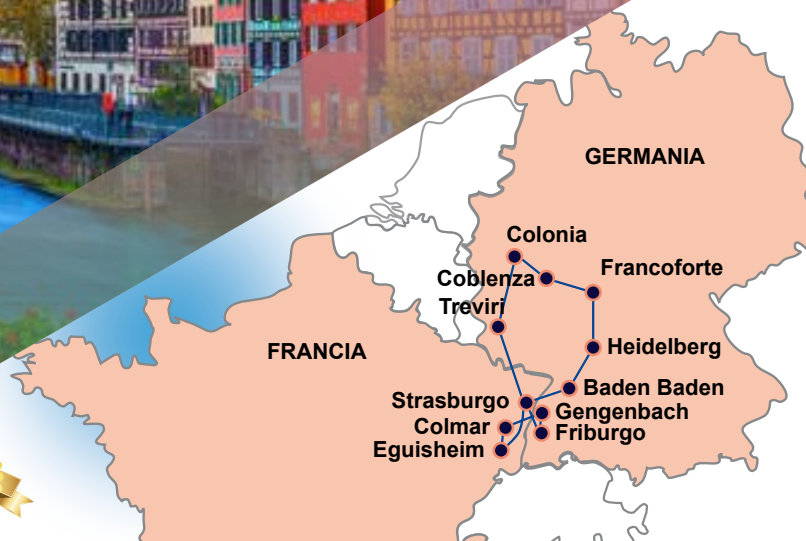 GERMANIA
Colonia
Francoforte
Coblenza
Treviri
FRANCIA
Heidelberg
Baden Baden
Strasburgo
Gengenbach
Colmar
Friburgo
Eguisheim